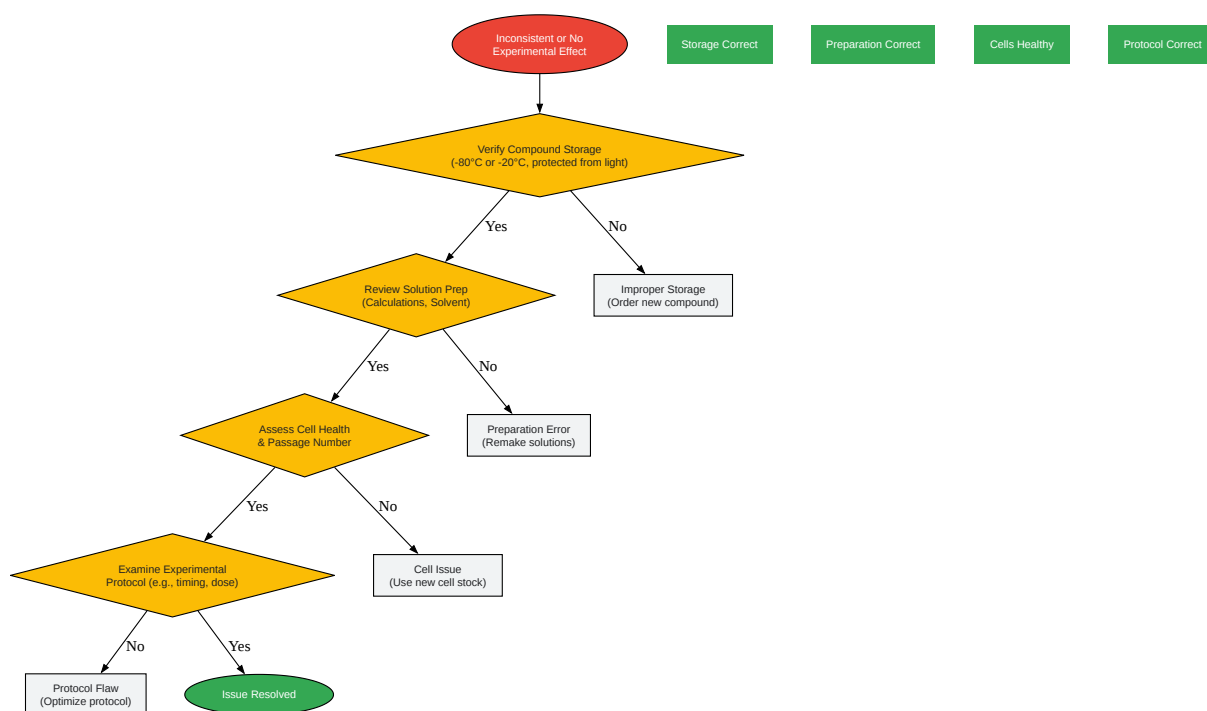 Inconsistent or No
Experimental Effect
Storage Correct
Preparation Correct
Cells Healthy
Protocol Correct
Verify Compound Storage
(-80°C or -20°C, protected from light)
Yes
No
Review Solution Prep
(Calculations, Solvent)
Improper Storage
(Order new compound)
Yes
No
Assess Cell Health
& Passage Number
Preparation Error
(Remake solutions)
Yes
No
Examine Experimental
Protocol (e.g., timing, dose)
Cell Issue
(Use new cell stock)
No
Yes
Protocol Flaw
(Optimize protocol)
Issue Resolved